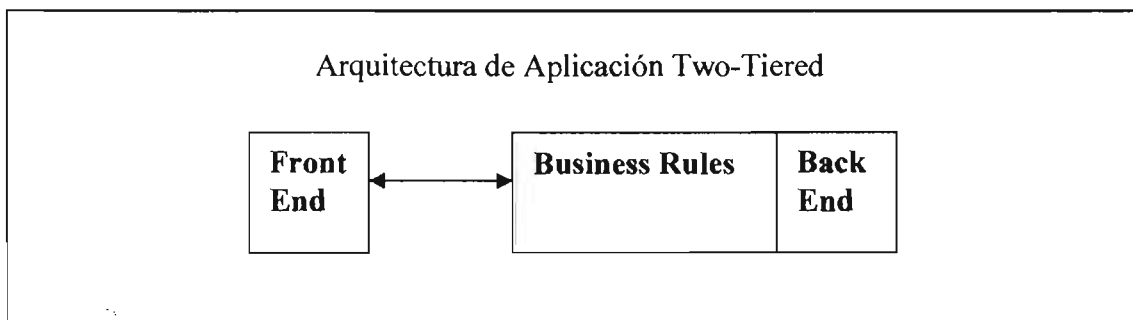 Arquitectura de Aplicación Two-Tiered
Front
End
Business Rules
Back
End